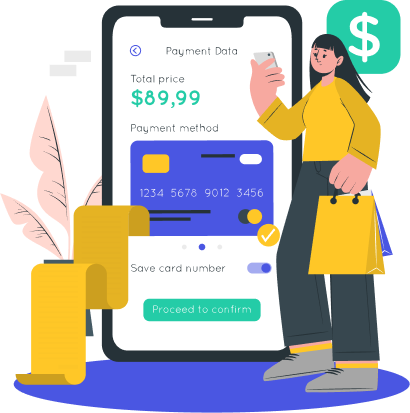 $
Payment Data
Total price
$89,99
Payment method
1234 5678 9012 3456
Save card number
Proceed to confirm